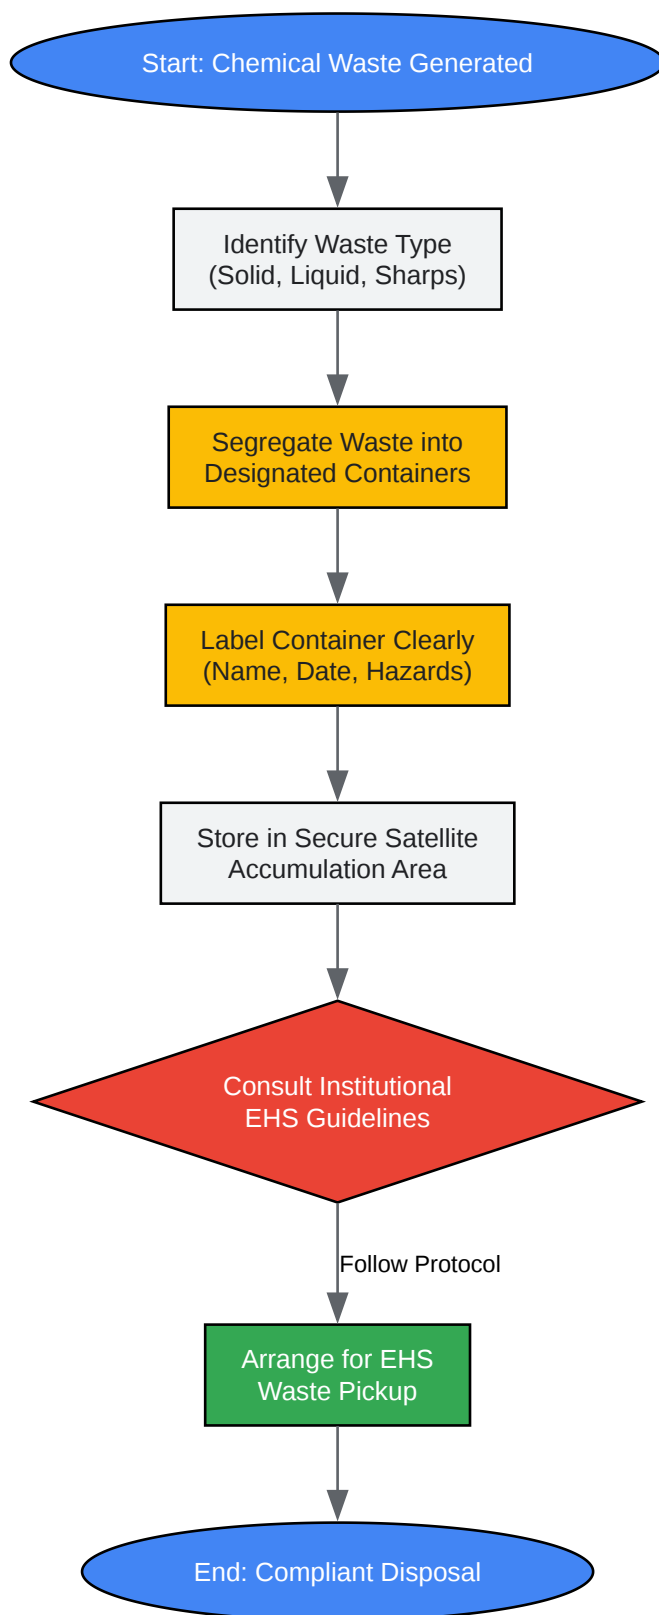 Start: Chemical Waste Generated
Identify Waste Type
(Solid, Liquid, Sharps)
Segregate Waste into
Designated Containers
Label Container Clearly
(Name, Date, Hazards)
Store in Secure Satellite
Accumulation Area
Consult Institutional
EHS Guidelines
Follow Protocol
Arrange for EHS
Waste Pickup
End: Compliant Disposal